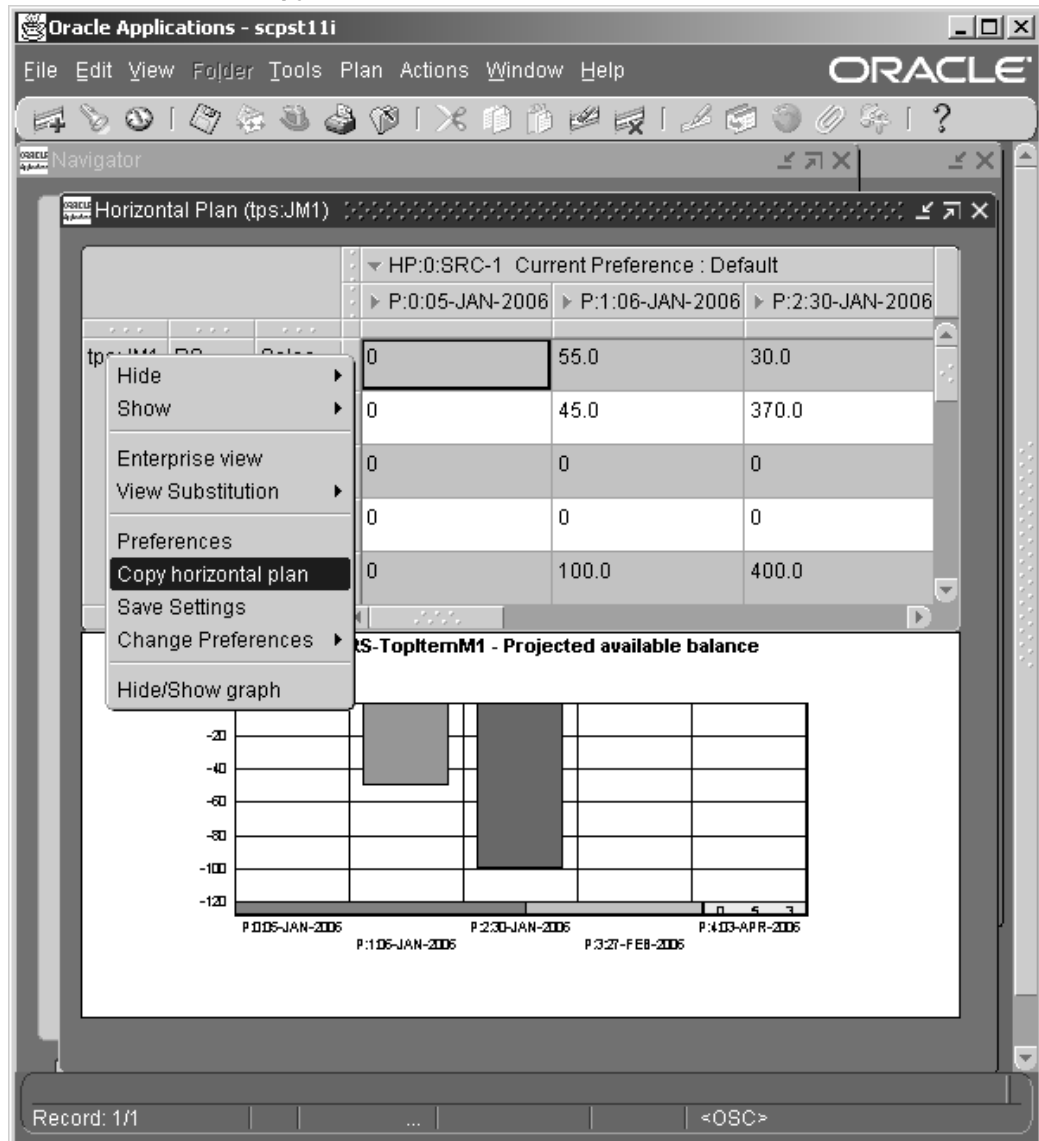 Oracle Applications - scpst11i
File Edit View Folder Tools Plan Actions Window Help ORACLE
Navigator
Horizontal Plan (tps:JM1)
HP:0:SRC-1 Current Preference : Default
P:0:05-JAN-2006 P:1:06-JAN-2006 P:2:30-JAN-2006
0 55.0 30.0
Hide
Show
0 45.0 370.0
Enterprise view
0 0 0
View Substitution
0 0 0
Preferences
Copy horizontal plan
0 100.0 400.0
Save Settings
Change Preferences
RS-TopItemM1 - Projected available balance
Hide/Show graph
-20
-40
-60
-80
-100
-120
0 5 3
P:0:05-JAN-2006 P:2:30-JAN-2006 P:4:03-APR-2006
P:1:06-JAN-2006 P:3:27-FEB-2006
Record: 1/1 ... <OSC>